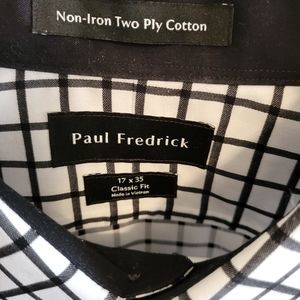 Non-Iron Two Ply Cotton
Paul Fredrick
17 x 35
Classic Fit
Made in Vietnam